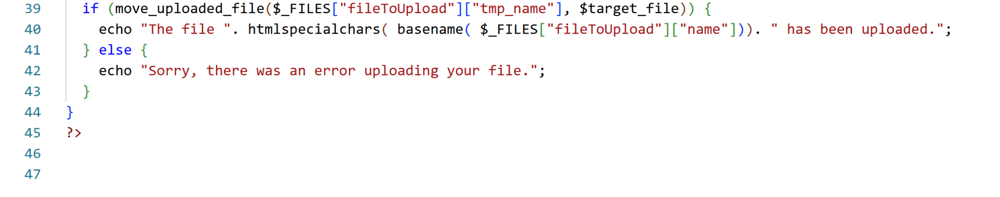 39 if (move_uploaded_file($_FILES["fileToUpload"]["tmp_name"], $target_file)) {
40 echo "The file ". htmlspecialchars( basename( $_FILES["fileToUpload"]["name"])). " has been uploaded.";
41 } else {
42 echo "Sorry, there was an error uploading your file.";
43 }
44 }
45 ?>
46
47